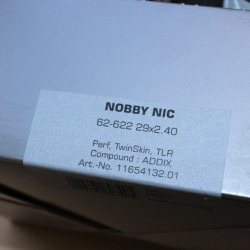 NOBBY NIC
62-622 29x2.40
Perf, TwinSkin, TLR
Compound : ADDIX
Art.-No. 11654132.01